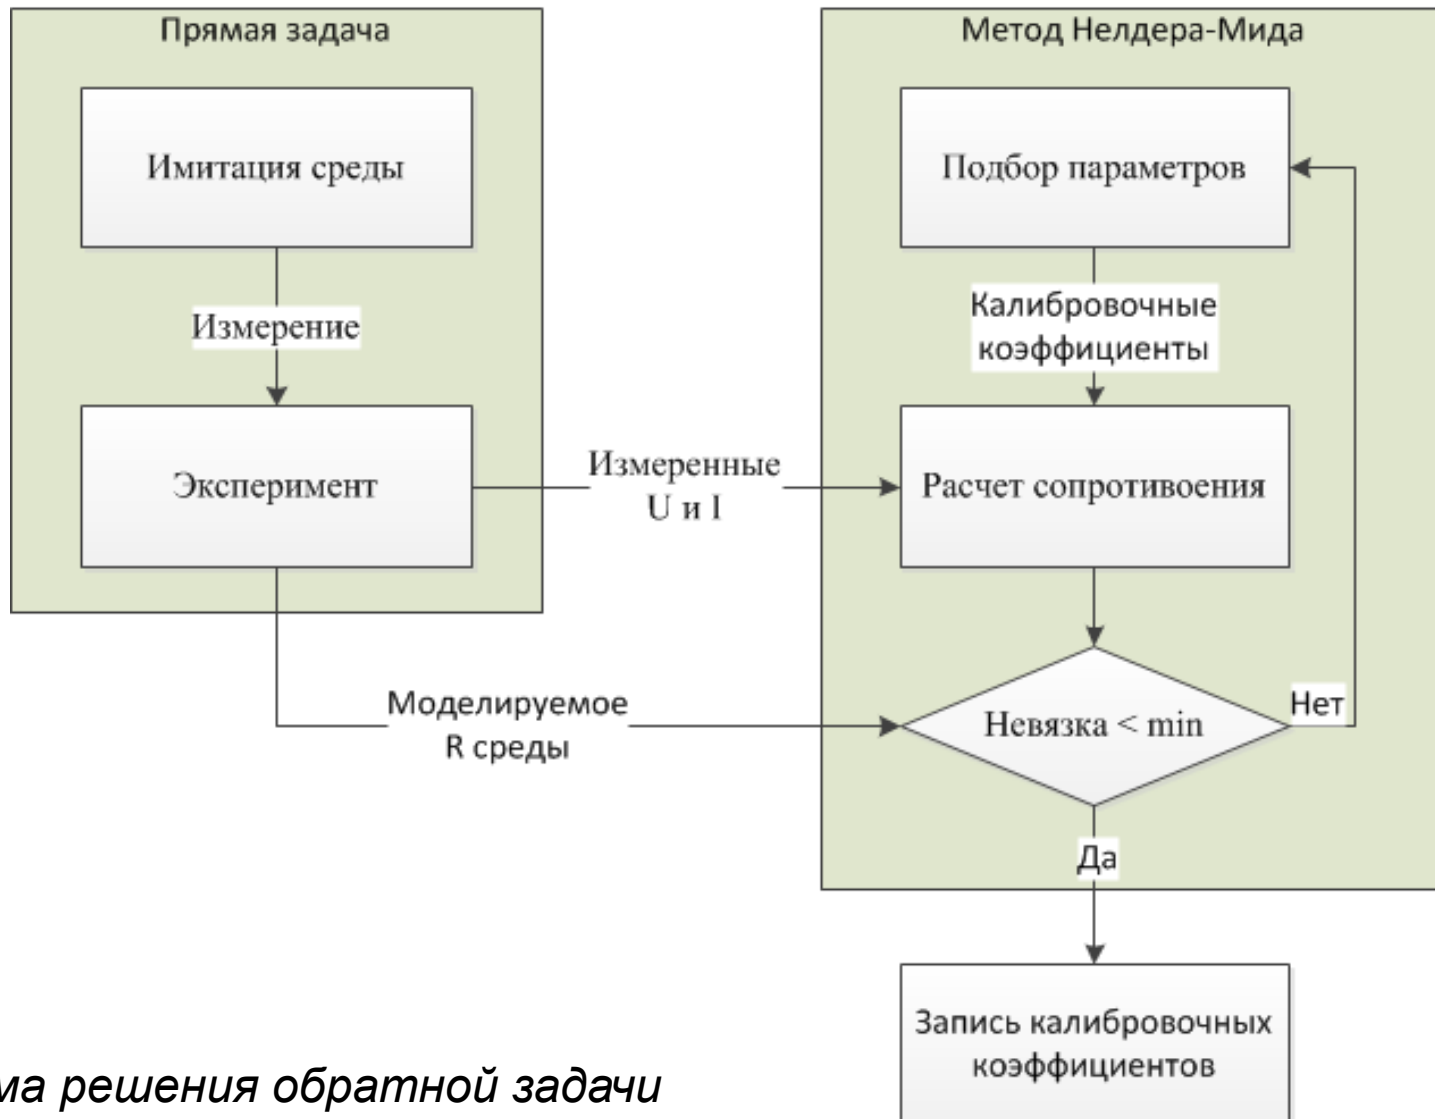 Прямая задача
Имитация среды
Измерение
Эксперимент
Измеренные
U и I
Моделируемое
R среды
Метод Нелдера-Мида
Подбор параметров
Калибровочные
коэффициенты
Расчет сопротивоения
Невязка < min
Нет
Да
Запись калибровочных
коэффициентов
ма решения обратной задачи